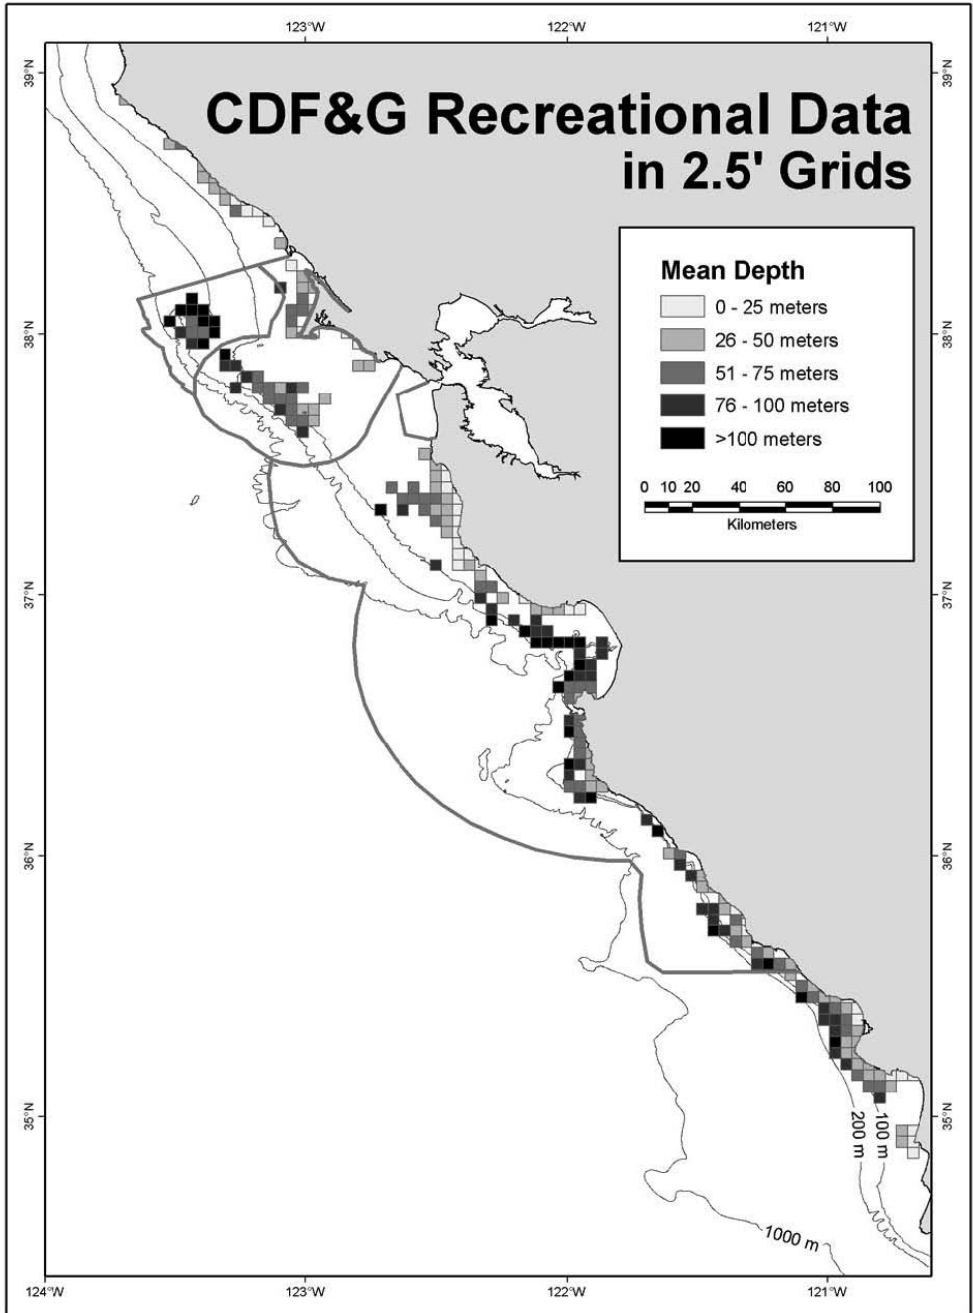 123°W 122°W 121°W
39°N 39°N
CDF&G Recreational Data
in 2.5' Grids
Mean Depth
0 - 25 meters
26 - 50 meters
51 - 75 meters
76 - 100 meters
>100 meters
0 10 20 40 60 80 100
Kilometers
38°N 38°N
37°N 37°N
36°N 36°N
35°N 35°N
200 m
100 m
1000 m
124°W 123°W 122°W 121°W